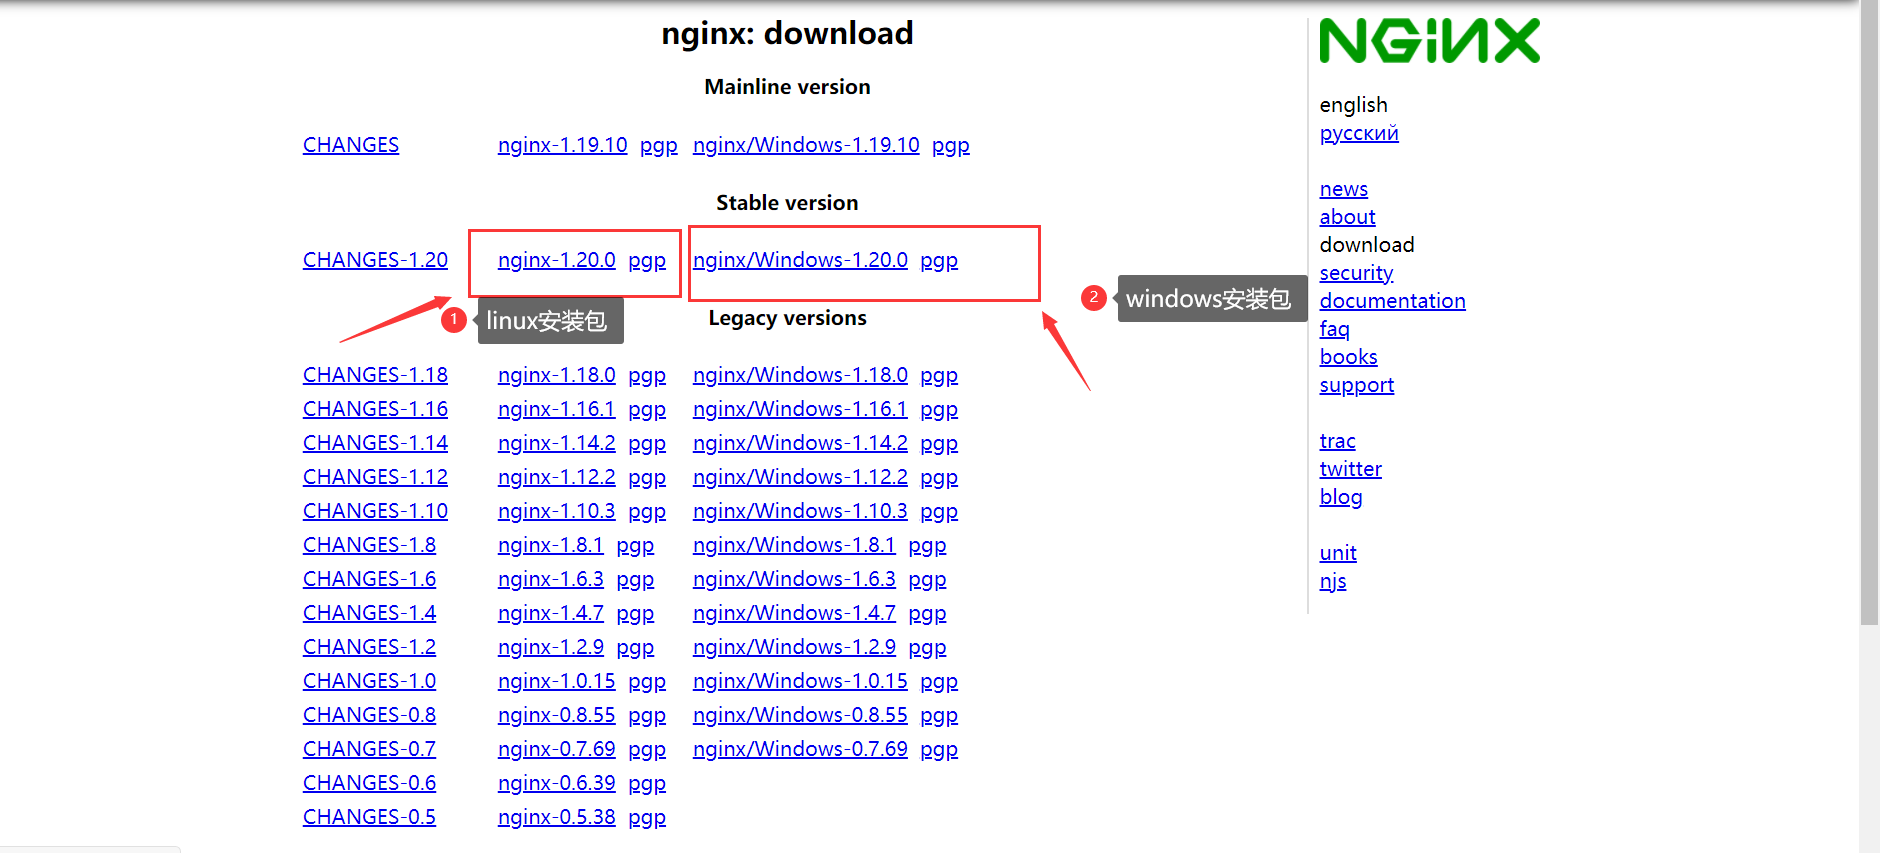 nginx: download
Mainline version
CHANGES nginx-1.19.10 pgp nginx/Windows-1.19.10 pgp
Stable version
CHANGES-1.20 nginx-1.20.0 pgp nginx/Windows-1.20.0 pgp
1 linux安装包
2 windows安装包
Legacy versions
CHANGES-1.18 nginx-1.18.0 pgp nginx/Windows-1.18.0 pgp
CHANGES-1.16 nginx-1.16.1 pgp nginx/Windows-1.16.1 pgp
CHANGES-1.14 nginx-1.14.2 pgp nginx/Windows-1.14.2 pgp
CHANGES-1.12 nginx-1.12.2 pgp nginx/Windows-1.12.2 pgp
CHANGES-1.10 nginx-1.10.3 pgp nginx/Windows-1.10.3 pgp
CHANGES-1.8 nginx-1.8.1 pgp nginx/Windows-1.8.1 pgp
CHANGES-1.6 nginx-1.6.3 pgp nginx/Windows-1.6.3 pgp
CHANGES-1.4 nginx-1.4.7 pgp nginx/Windows-1.4.7 pgp
CHANGES-1.2 nginx-1.2.9 pgp nginx/Windows-1.2.9 pgp
CHANGES-1.0 nginx-1.0.15 pgp nginx/Windows-1.0.15 pgp
CHANGES-0.8 nginx-0.8.55 pgp nginx/Windows-0.8.55 pgp
CHANGES-0.7 nginx-0.7.69 pgp nginx/Windows-0.7.69 pgp
CHANGES-0.6 nginx-0.6.39 pgp
CHANGES-0.5 nginx-0.5.38 pgp
NGINX
english
русский
news
about
download
security
documentation
faq
books
support
trac
twitter
blog
unit
njs